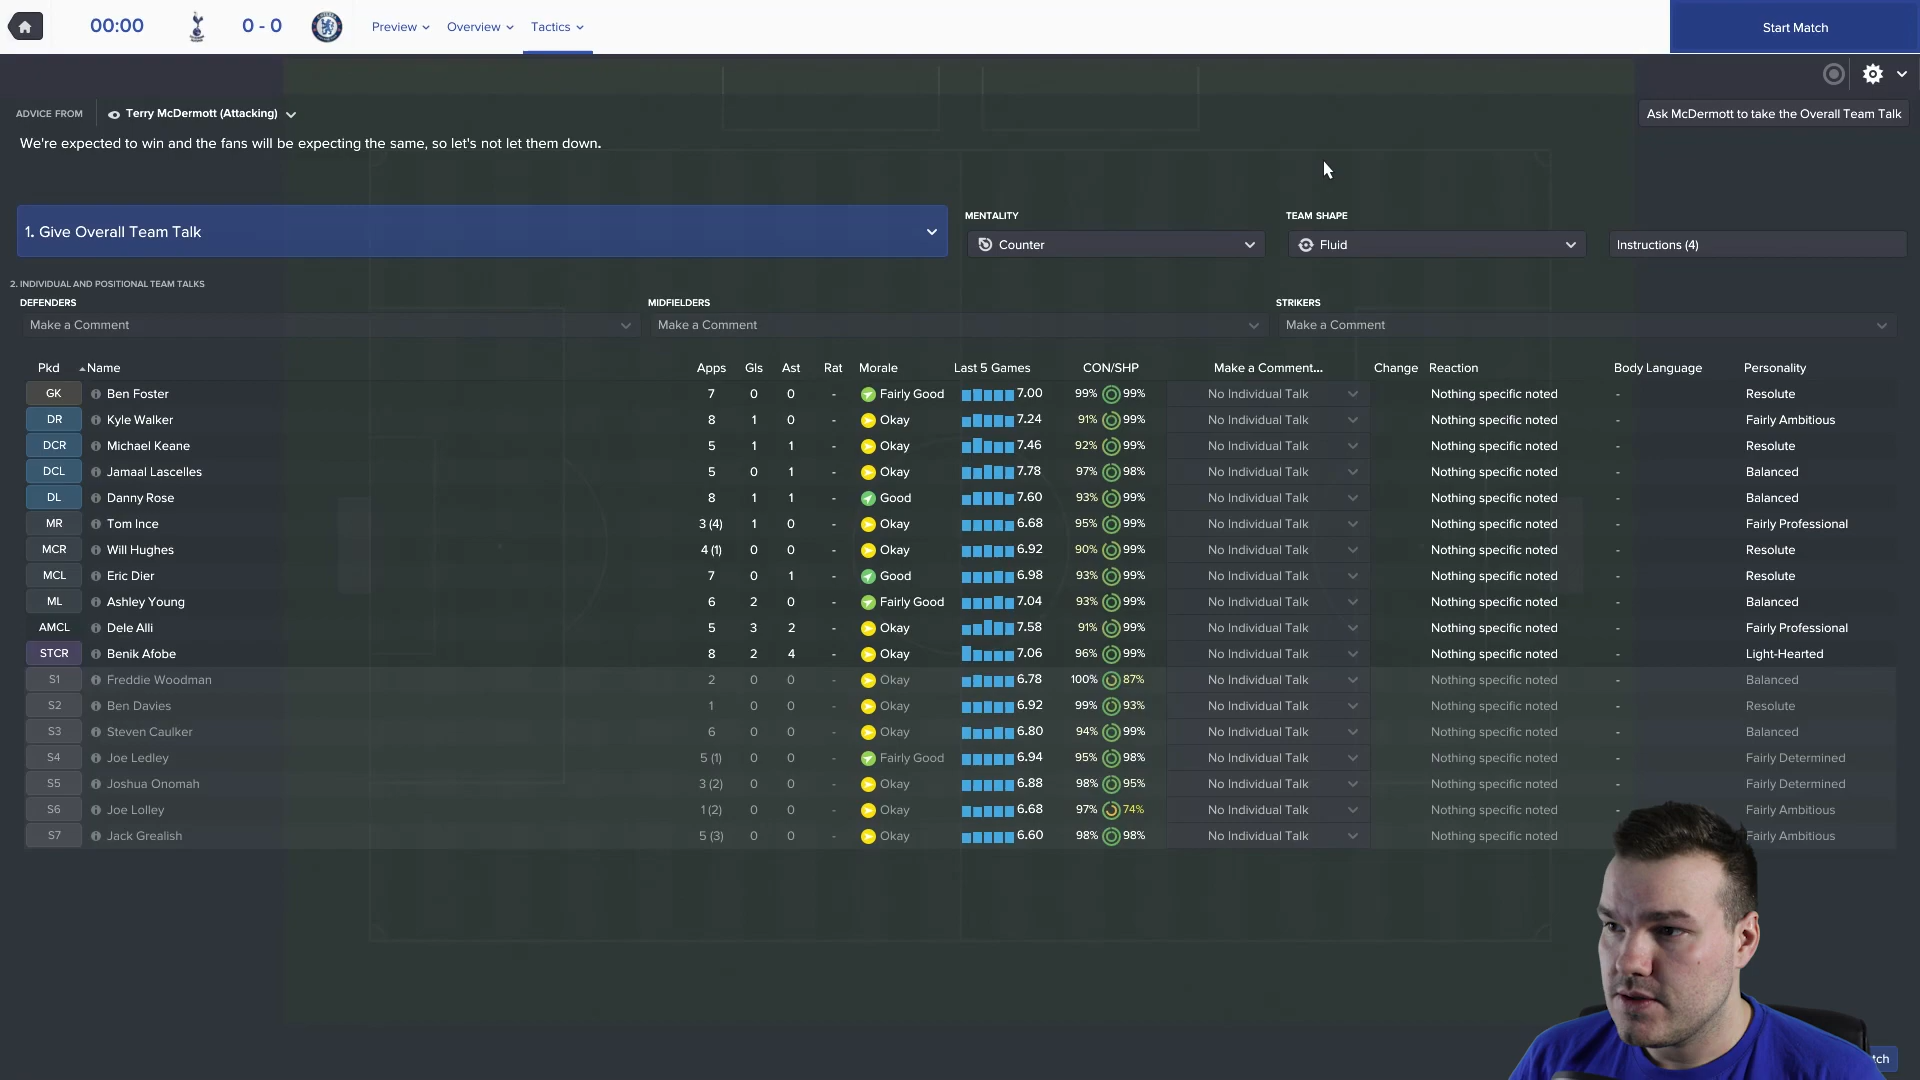 00:00 0 - 0 Preview Overview Tactics Start Match
ADVICE FROM Terry McDermott (Attacking) Ask McDermott to take the Overall Team Talk
We're expected to win and the fans will be expecting the same, so let's not let them down.
1. Give Overall Team Talk
MENTALITY TEAM SHAPE
Counter Fluid Instructions (4)
2. INDIVIDUAL AND POSITIONAL TEAM TALKS
DEFENDERS MIDFIELDERS STRIKERS
Make a Comment Make a Comment Make a Comment
Pkd Name Apps Gls Ast Rat Morale Last 5 Games CON/SHP Make a Comment... Change Reaction Body Language Personality
GK Ben Foster 7 0 0 - Fairly Good 7.00 99% 99% No Individual Talk Nothing specific noted - Resolute
DR Kyle Walker 8 1 0 - Okay 7.24 91% 99% No Individual Talk Nothing specific noted - Fairly Ambitious
DCR Michael Keane 5 1 1 - Okay 7.46 92% 99% No Individual Talk Nothing specific noted - Resolute
DCL Jamaal Lascelles 5 0 1 - Okay 7.78 97% 98% No Individual Talk Nothing specific noted - Balanced
DL Danny Rose 8 1 1 - Good 7.60 93% 99% No Individual Talk Nothing specific noted - Balanced
MR Tom Ince 3 (4) 1 0 - Okay 6.68 95% 99% No Individual Talk Nothing specific noted - Fairly Professional
MCR Will Hughes 4 (1) 0 0 - Okay 6.92 90% 99% No Individual Talk Nothing specific noted - Resolute
MCL Eric Dier 7 0 1 - Good 6.98 93% 99% No Individual Talk Nothing specific noted - Resolute
ML Ashley Young 6 2 0 - Fairly Good 7.04 93% 99% No Individual Talk Nothing specific noted - Balanced
AMCL Dele Alli 5 3 2 - Okay 7.58 91% 99% No Individual Talk Nothing specific noted - Fairly Professional
STCR Benik Afobe 8 2 4 - Okay 7.06 96% 99% No Individual Talk Nothing specific noted - Light-Hearted
S1 Freddie Woodman 2 0 0 - Okay 6.78 100% 87% No Individual Talk Nothing specific noted - Balanced
S2 Ben Davies 1 0 0 - Okay 6.92 99% 93% No Individual Talk Nothing specific noted - Resolute
S3 Steven Caulker 6 0 0 - Okay 6.80 94% 99% No Individual Talk Nothing specific noted - Balanced
S4 Joe Ledley 5 (1) 0 0 - Fairly Good 6.94 95% 98% No Individual Talk Nothing specific noted - Fairly Determined
S5 Joshua Onomah 3 (2) 0 0 - Okay 6.88 98% 95% No Individual Talk Nothing specific noted - Fairly Determined
S6 Joe Lolley 1 (2) 0 0 - Okay 6.68 97% 74% No Individual Talk Nothing specific noted - Fairly Ambitious
S7 Jack Grealish 5 (3) 0 0 - Okay 6.60 98% 98% No Individual Talk Nothing specific noted - Fairly Ambitious
tch